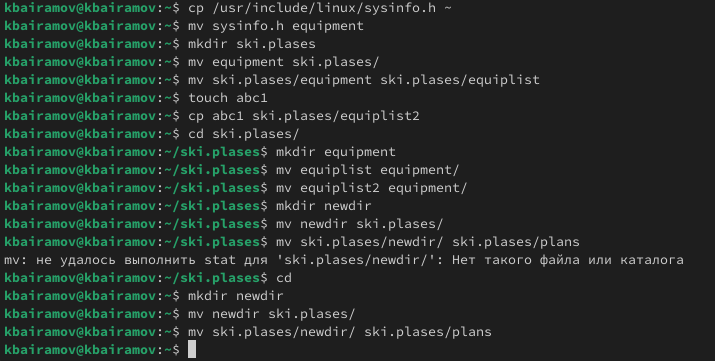 kbairamov@kbairamov:~$ cp /usr/include/linux/sysinfo.h ~
kbairamov@kbairamov:~$ mv sysinfo.h equipment
kbairamov@kbairamov:~$ mkdir ski.plases
kbairamov@kbairamov:~$ mv equipment ski.plases/
kbairamov@kbairamov:~$ mv ski.plases/equipment ski.plases/equiplist
kbairamov@kbairamov:~$ touch abc1
kbairamov@kbairamov:~$ cp abc1 ski.plases/equiplist2
kbairamov@kbairamov:~$ cd ski.plases/
kbairamov@kbairamov:~/ski.plases$ mkdir equipment
kbairamov@kbairamov:~/ski.plases$ mv equiplist equipment/
kbairamov@kbairamov:~/ski.plases$ mv equiplist2 equipment/
kbairamov@kbairamov:~/ski.plases$ mkdir newdir
kbairamov@kbairamov:~/ski.plases$ mv newdir ski.plases/
kbairamov@kbairamov:~/ski.plases$ mv ski.plases/newdir/ ski.plases/plans
mv: не удалось выполнить stat для 'ski.plases/newdir/': Нет такого файла или каталога
kbairamov@kbairamov:~/ski.plases$ cd
kbairamov@kbairamov:~$ mkdir newdir
kbairamov@kbairamov:~$ mv newdir ski.plases/
kbairamov@kbairamov:~$ mv ski.plases/newdir/ ski.plases/plans
kbairamov@kbairamov:~$